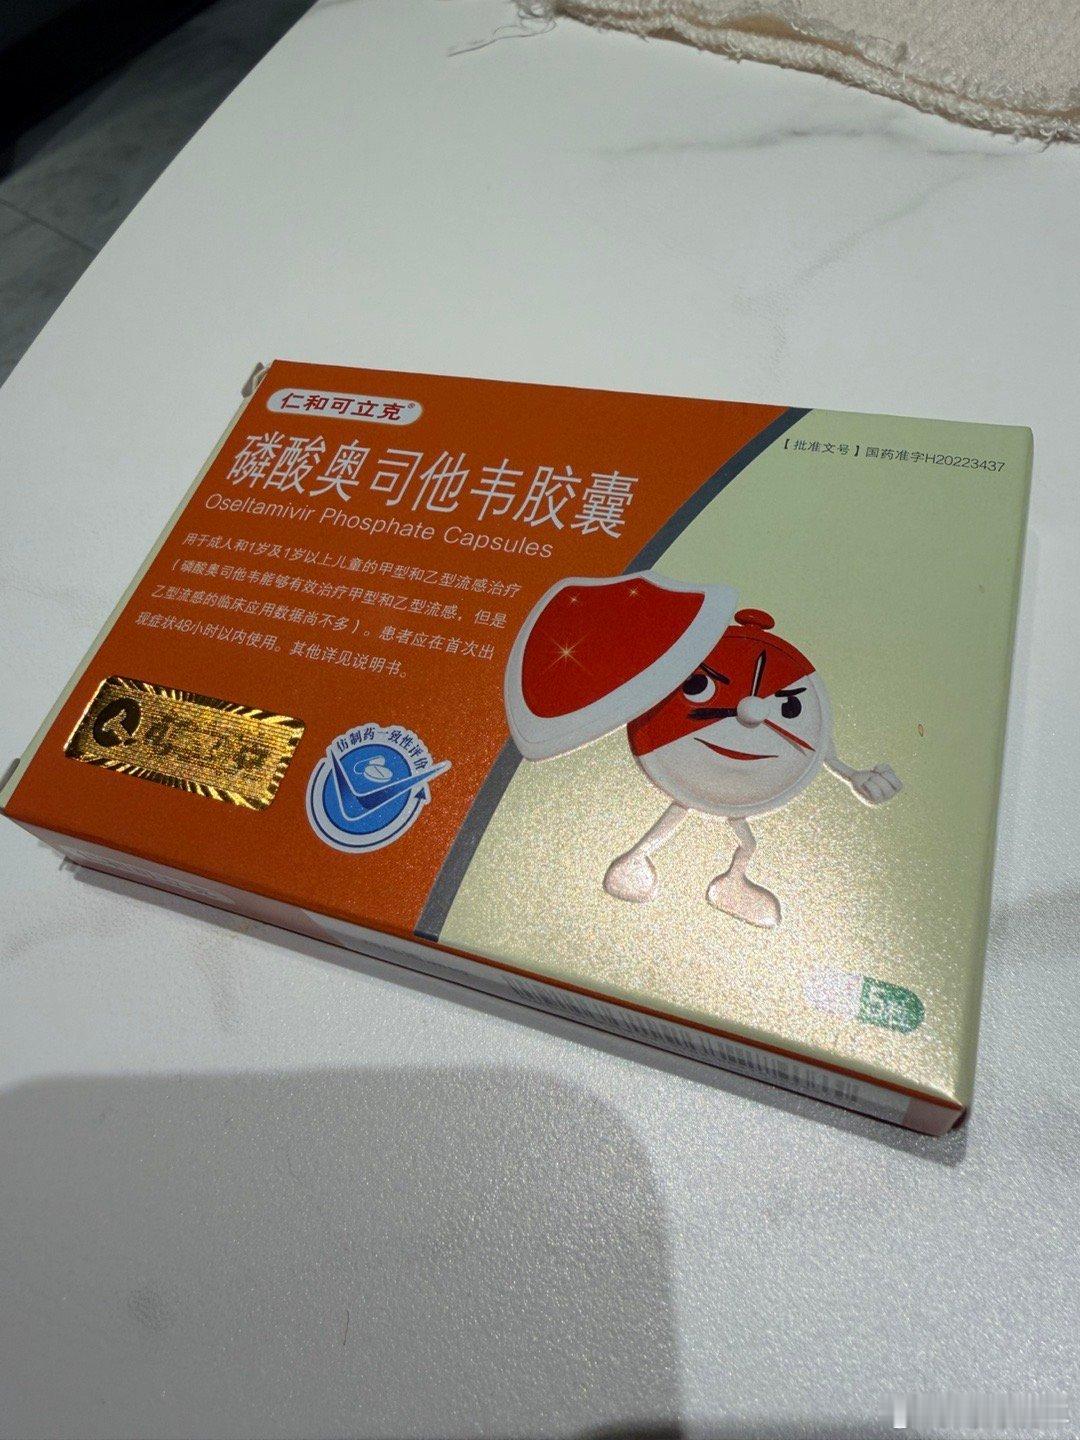 仁和可立克®
磷酸奥司他韦胶囊
Oseltamivir Phosphate Capsules
用于成人和1岁及1岁以上儿童的甲型和乙型流感治疗
（磷酸奥司他韦能够有效治疗甲型和乙型流感，但是
乙型流感的临床应用数据尚不多）。患者应在首次出
现症状48小时以内使用。其他详见说明书。
【批准文号】国药准字H20223437
仿制药一致性评价